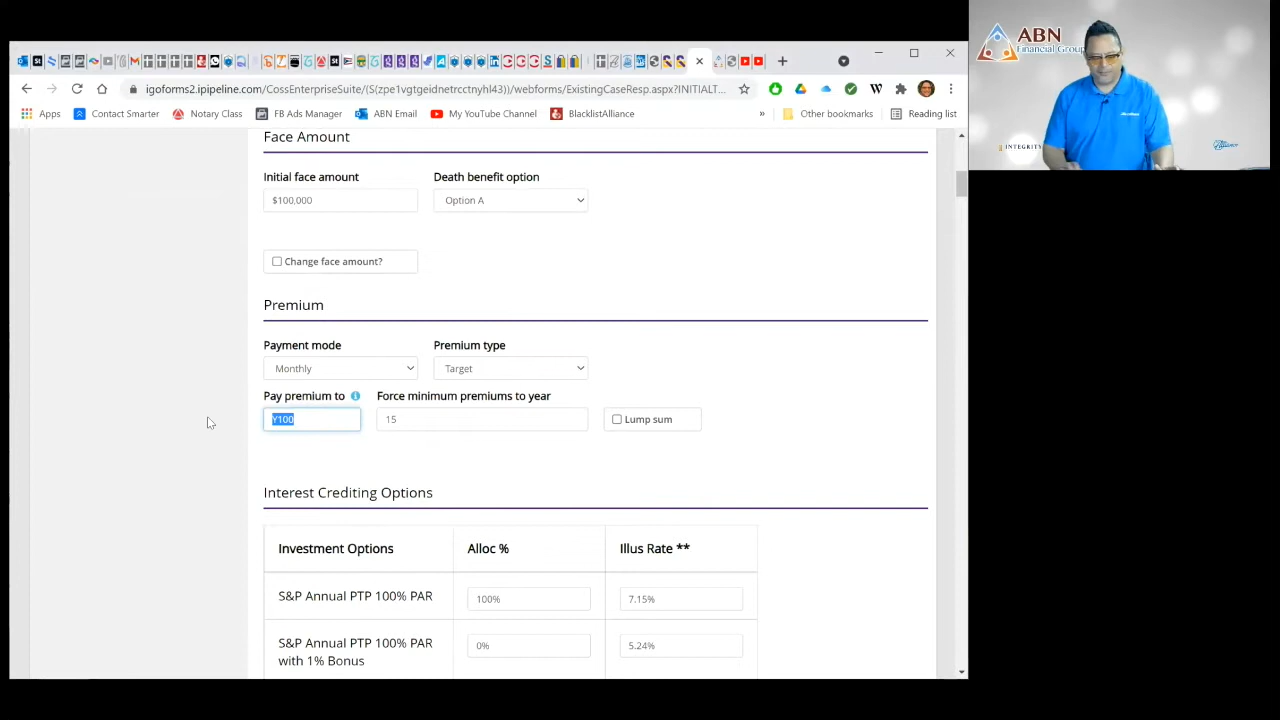 ABN
Financial Group
igoforms2.ipipeline.com/CossEnterpriseSuite/(S(zpe1vgtgeidnetrcctnyhl43))/webforms/ExistingCaseResp.aspx?INITIALT...
Apps
Contact Smarter
Notary Class
FB Ads Manager
ABN Email
My YouTube Channel
BlacklistAlliance
»
Other bookmarks
Reading list
INTEGRITY
Face Amount
Initial face amount
Death benefit option
$100,000
Option A
Change face amount?
Premium
Payment mode
Premium type
Monthly
Target
Pay premium to
Force minimum premiums to year
Y100
15
Lump sum
Interest Crediting Options
Investment Options
Alloc %
Illus Rate **
S&P Annual PTP 100% PAR
100%
7.15%
S&P Annual PTP 100% PAR
with 1% Bonus
0%
5.24%